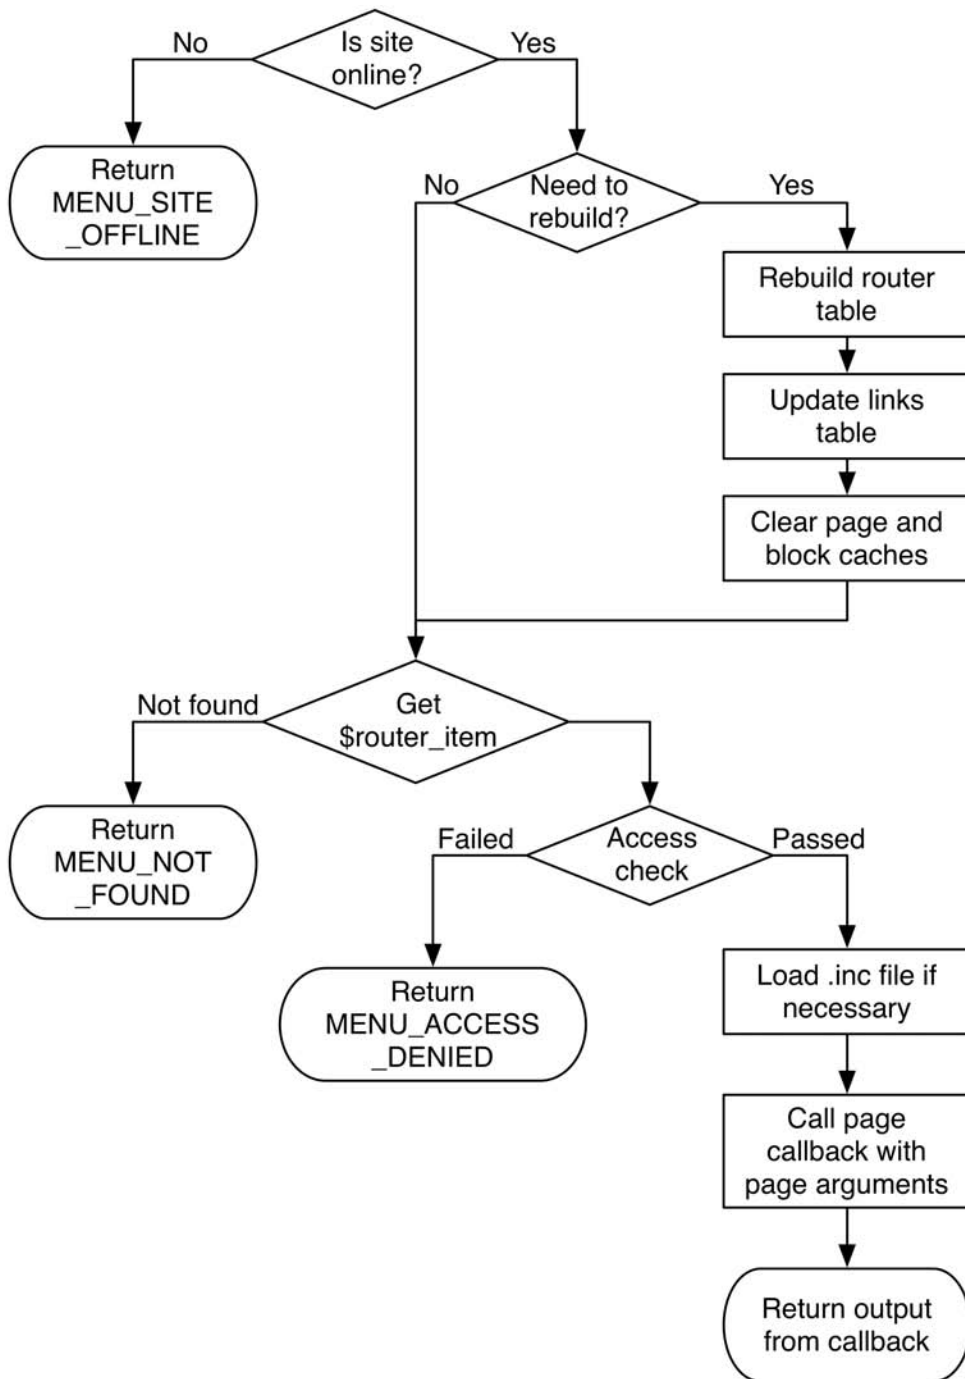 Is site
online?
No
Yes
Return
MENU_SITE
_OFFLINE
Need to
rebuild?
No
Yes
Rebuild router
table
Update links
table
Clear page and
block caches
Get
$router_item
Not found
Return
MENU_NOT
_FOUND
Access
check
Failed
Passed
Return
MENU_ACCESS
_DENIED
Load .inc file if
necessary
Call page
callback with
page arguments
Return output
from callback